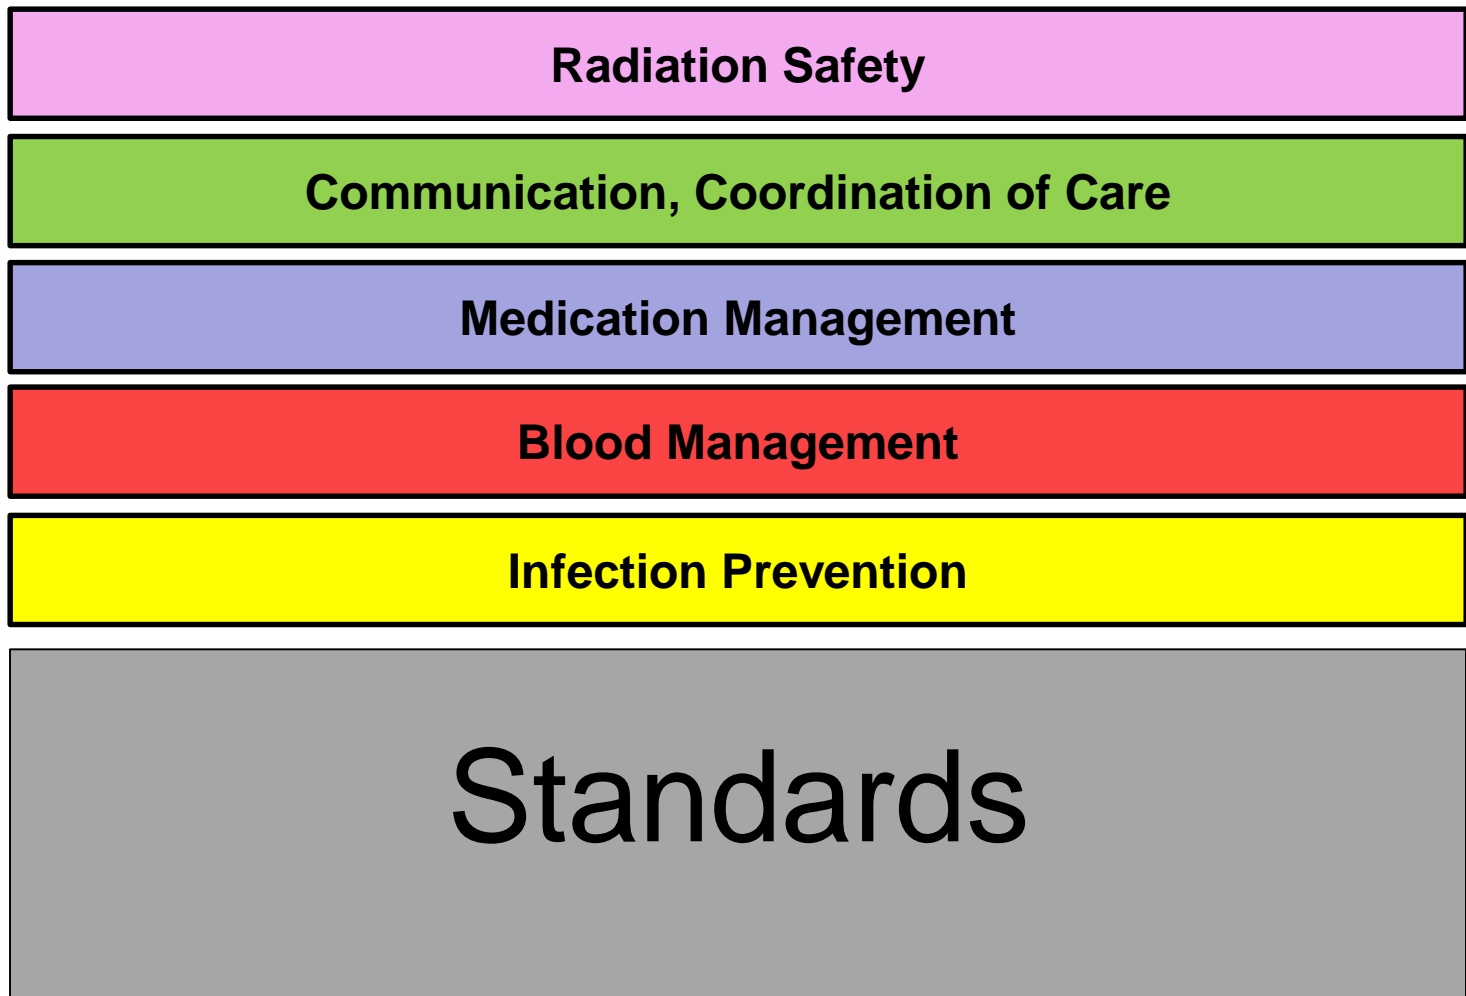 Radiation Safety
Communication, Coordination of Care
Medication Management
Blood Management
Infection Prevention
Standards